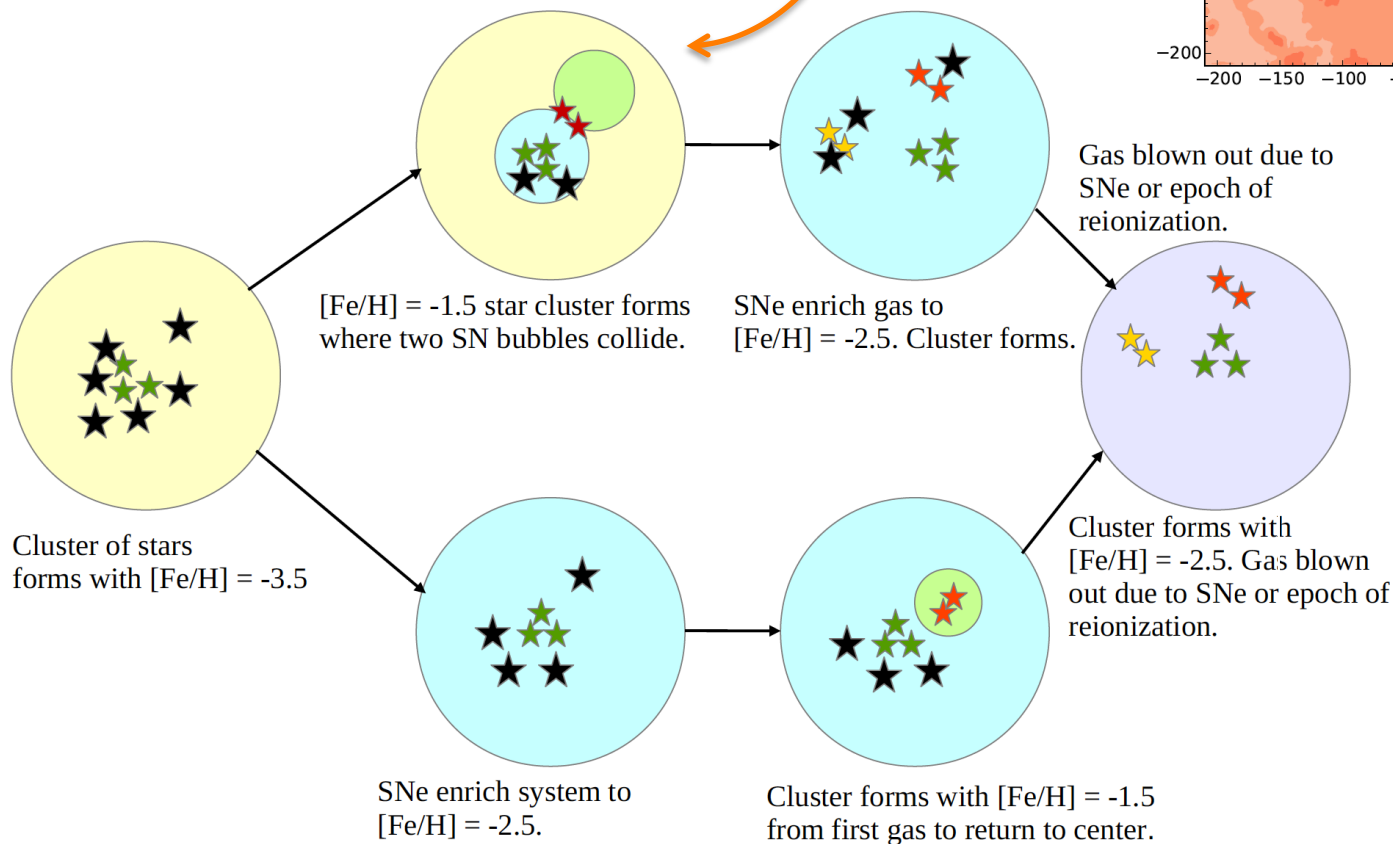 −200
−200 −150 −100
Gas blown out due to
SNe or epoch of
reionization.
[Fe/H] = -1.5 star cluster forms
where two SN bubbles collide.
SNe enrich gas to
[Fe/H] = -2.5. Cluster forms.
Cluster of stars
forms with [Fe/H] = -3.5
Cluster forms with
[Fe/H] = -2.5. Gas blown
out due to SNe or epoch of
reionization.
SNe enrich system to
[Fe/H] = -2.5.
Cluster forms with [Fe/H] = -1.5
from first gas to return to center.